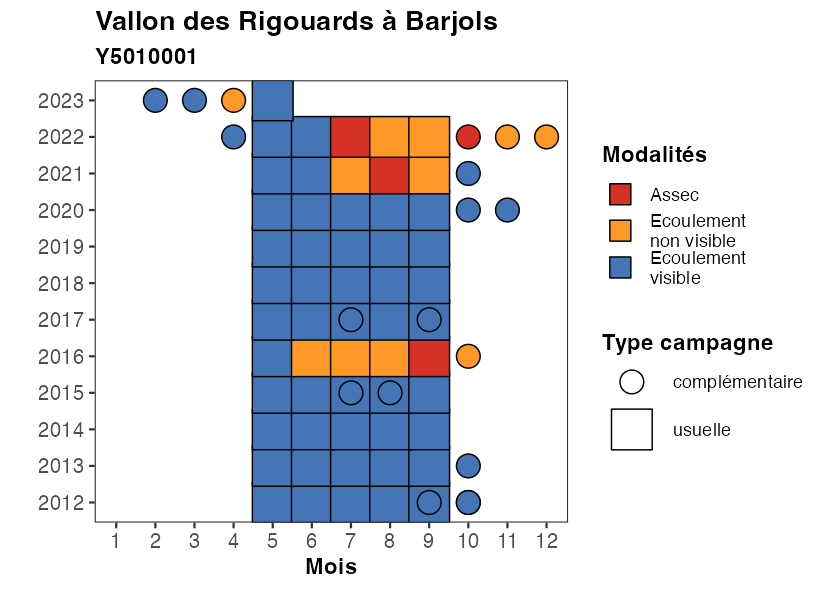 Vallon des Rigouards à Barjols
Y5010001
2023
2022
2021
2020
2019
2018
2017
2016
2015
2014
2013
2012
1 2 3 4 5 6 7 8 9 10 11 12
Mois
Modalités
Assec
Ecoulement
non visible
Ecoulement
visible
Type campagne
complémentaire
usuelle